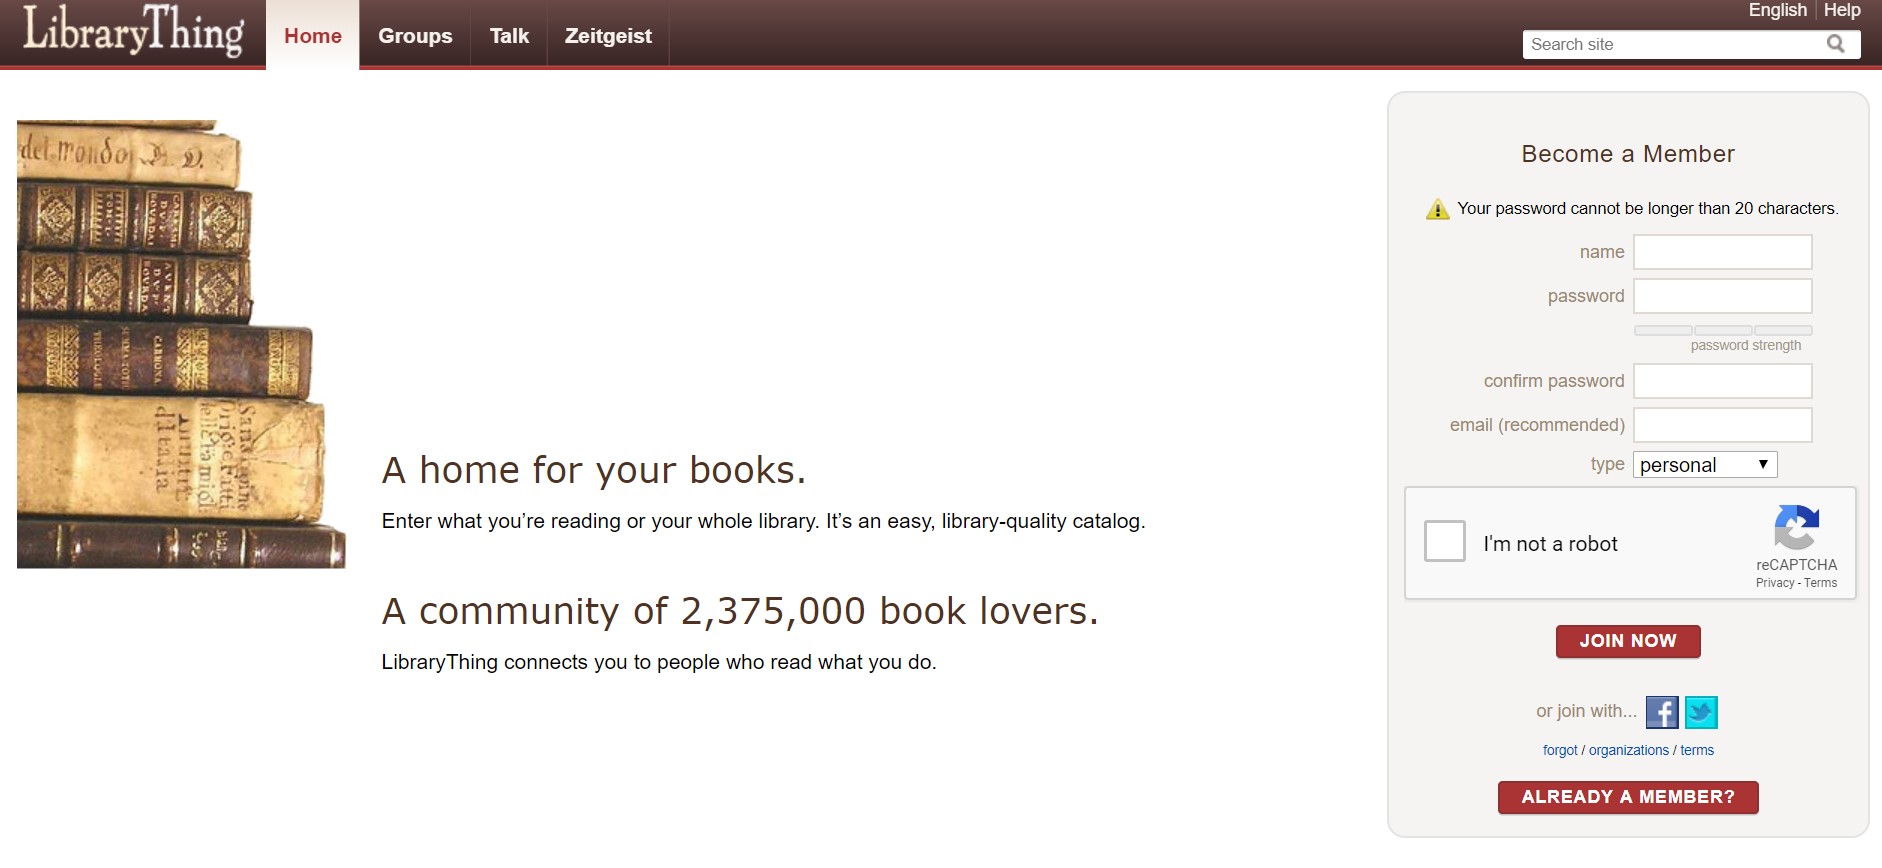 LibraryThing
Home
Groups
Talk
Zeitgeist
English
Help
Search site
del mondo
A home for your books.
Enter what you’re reading or your whole library. It’s an easy, library-quality catalog.
A community of 2,375,000 book lovers.
LibraryThing connects you to people who read what you do.
Become a Member
Your password cannot be longer than 20 characters.
name
password
password strength
confirm password
email (recommended)
type personal
I'm not a robot
reCAPTCHA
Privacy - Terms
JOIN NOW
or join with...
forgot / organizations / terms
ALREADY A MEMBER?